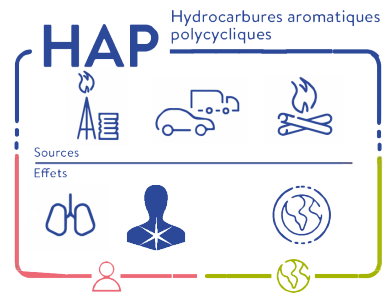 HAP
Hydrocarbures aromatiques
polycycliques
Sources
Effets